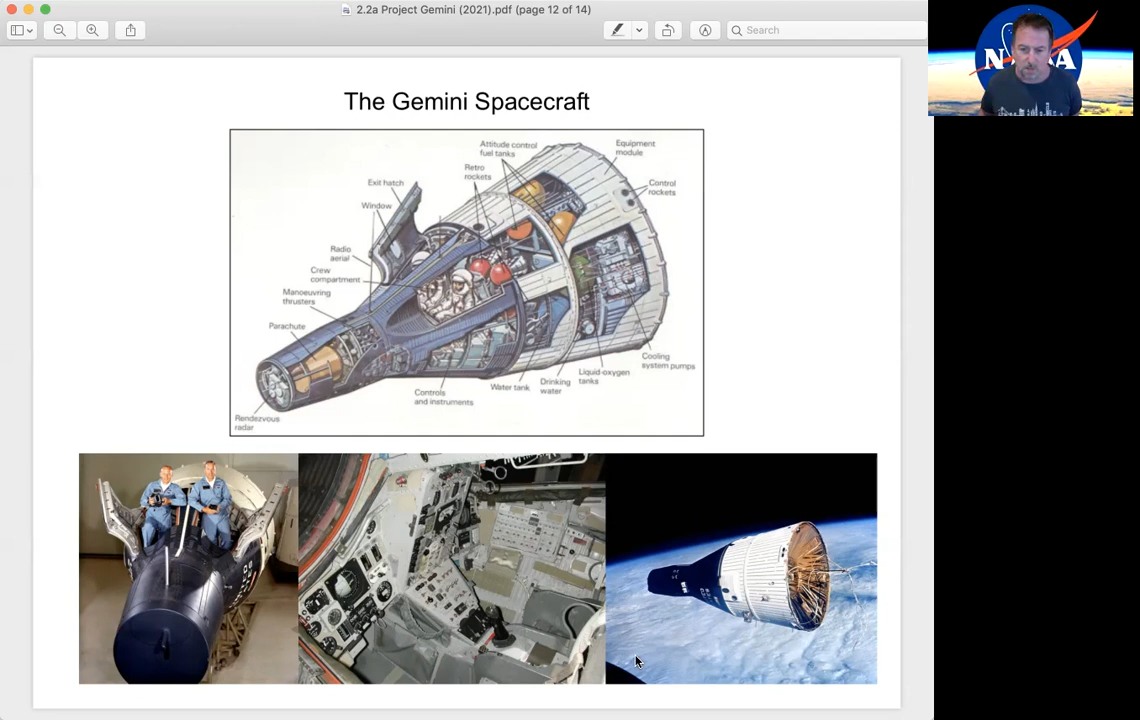 2.2a Project Gemini (2021).pdf (page 12 of 14)
Search
NASA
The Gemini Spacecraft
Attitude control
fuel tanks
Equipment
module
Retro
rockets
Control
rockets
Exit hatch
Window
Radio
aerial
Crew
compartment
Manoeuvring
thrusters
Parachute
Cooling
system pumps
Liquid-oxygen
tanks
Drinking
water
Water tank
Controls
and instruments
Rendezvous
radar